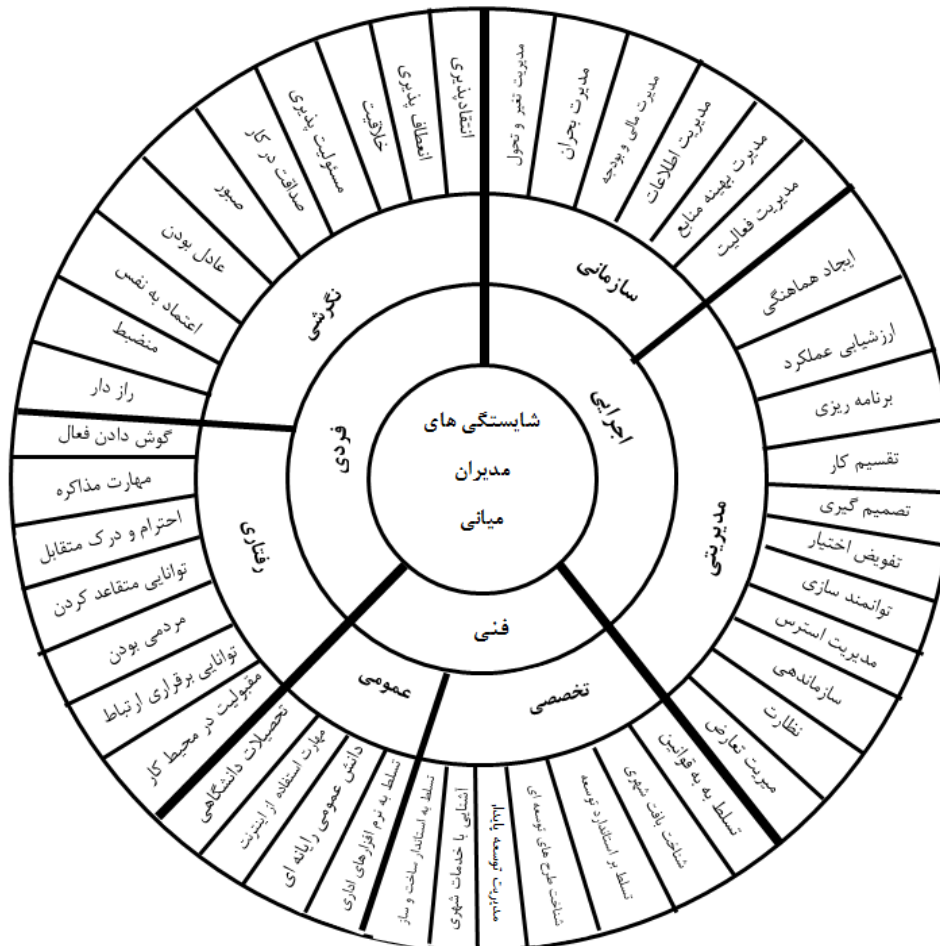 شایستگی های
مدیران
میانی
اجرایی
فنی
فردی
سازمانی
مدیریتی
تخصصی
عمومی
رفتاری
نگرشی
مدیریت تغیر و تحول
مدیریت بحران
مدیریت مالی و بودجه
مدیریت اطلاعات
مدیرت بهینه منابع
مدیریت فعالیت
ایجاد هماهنگی
ارزشیابی عملکرد
برنامه ریزی
تقسیم کار
تصمیم گیری
تفویض اختیار
توانمند سازی
مدیریت استرس
سازماندهی
نظارت
میریت تعارض
تسلط به به قوانین
شناخت بافت شهری
تسلط بر استاندارد توسعه
شناخت طرح های توسعه ای
مدیریت توسعه پایدار
آشنایی با خدمات شهری
تسلط به استاندار ساخت و ساز
تسلط به نرم افزارهای اداری
دانش عمومی رایانه ای
مهارت استفاده از اینترنت
تحصیلات دانشگاهی
مقبولیت در محیط کار
توانایی برقراری ارتباط
مردمی بودن
توانایی متقاعد کردن
احترام و درک متقابل
مهارت مذاکره
گوش دادن فعال
راز دار
منضبط
اعتماد به نفس
عادل بودن
صبور
صداقت در کار
مسئولیت پذیری
خلاقیت
انعطاف پذیری
انتقادپذیری